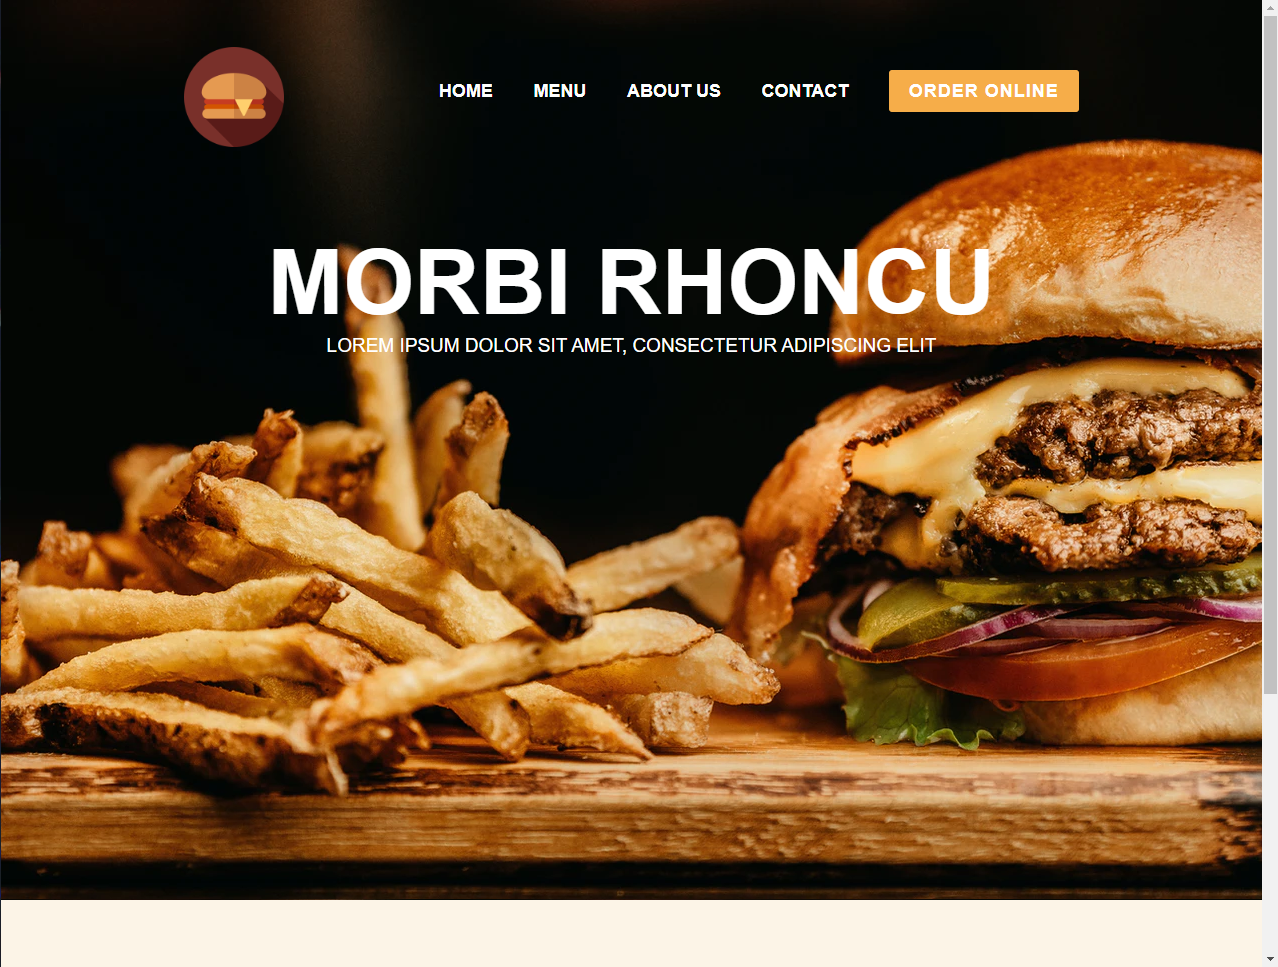 HOME MENU ABOUT US CONTACT ORDER ONLINE
MORBI RHONCU
LOREM IPSUM DOLOR SIT AMET, CONSECTETUR ADIPISCING ELIT